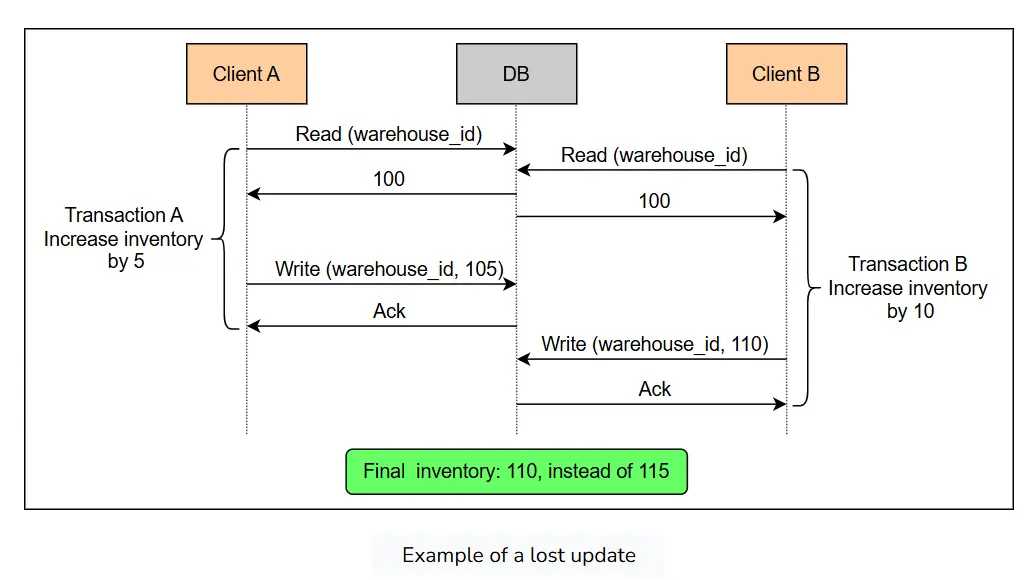 Client A
DB
Client B
Read (warehouse_id)
Read (warehouse_id)
100
100
Transaction A
Increase inventory
by 5
Write (warehouse_id, 105)
Transaction B
Increase inventory
by 10
Ack
Write (warehouse_id, 110)
Ack
Final inventory: 110, instead of 115
Example of a lost update